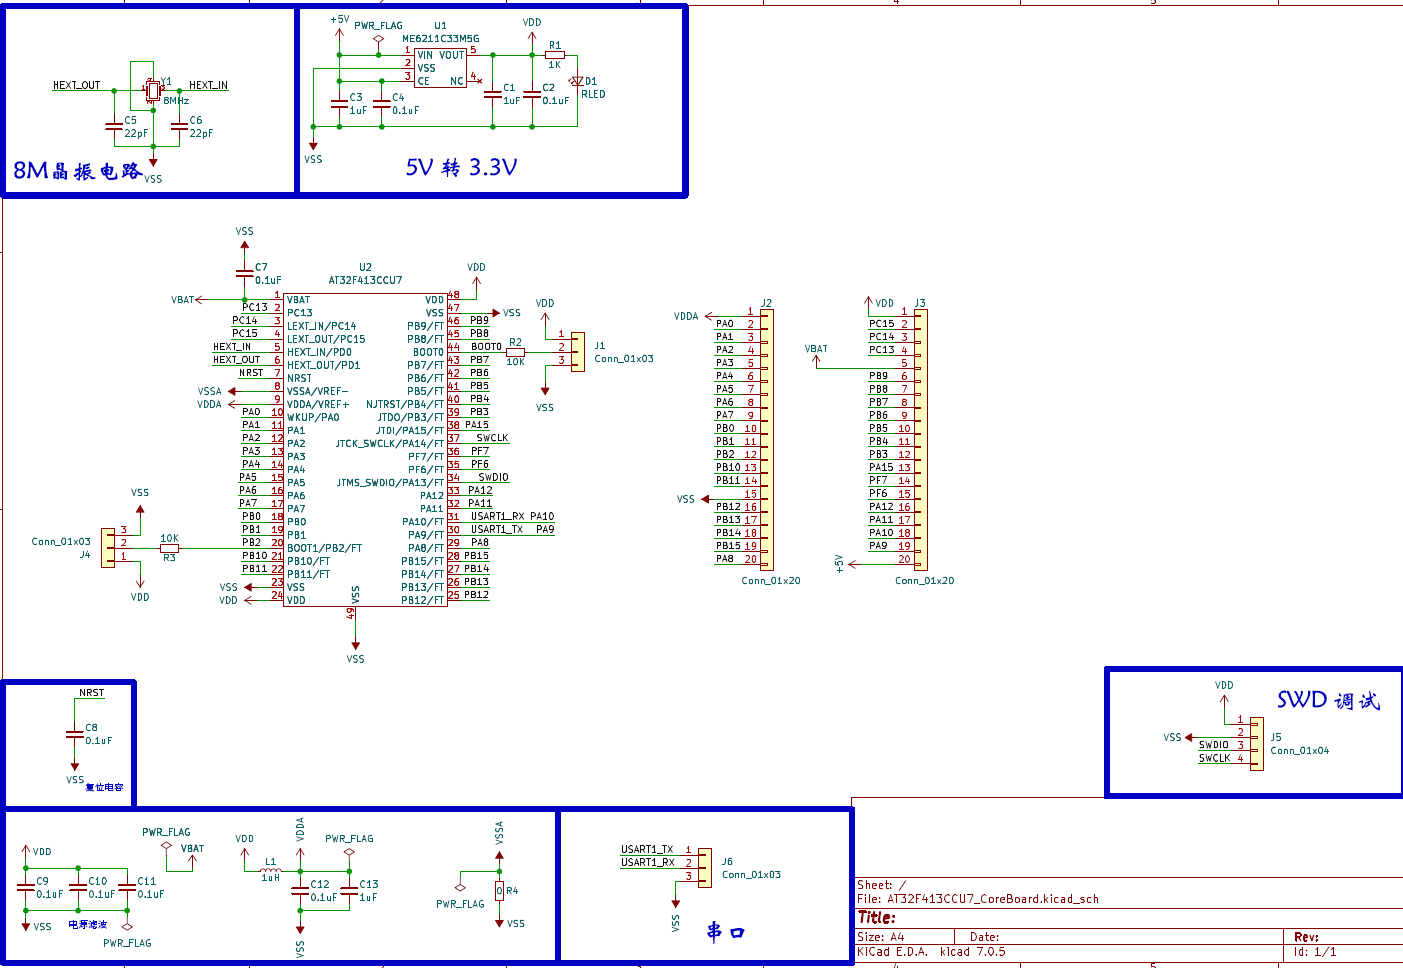 +5V
PWR_FLAG
U1
ME6211C33M5G
1 VIN VOUT 5
2 VSS
3 CE NC 4
VDD
R1
1K
D1
RLED
C3
1uF
C4
0.1uF
C1
1uF
C2
0.1uF
VSS
5V 转 3.3V
HEXT_OUT
Y1
8MHz
HEXT_IN
C5
22pF
C6
22pF
8M晶振电路
VSS
VSS
C7
0.1uF
VBAT
U2
AT32F413CCU7
VDD
PC13
PC14
PC15
HEXT_IN
HEXT_OUT
NRST
VSSA
VDDA
PA0
PA1
PA2
PA3
PA4
PA5
PA6
PA7
PB0
PB1
PB2
PB10
PB11
VSS
VDD
1 VBAT
2 PC13
3 LEXT_IN/PC14
4 LEXT_OUT/PC15
5 HEXT_IN/PD0
6 HEXT_OUT/PD1
7 NRST
8 VSSA/VREF-
9 VDDA/VREF+
10 WKUP/PA0
11 PA1
12 PA2
13 PA3
14 PA4
15 PA5
16 PA6
17 PA7
18 PB0
19 PB1
20 BOOT1/PB2/FT
21 PB10/FT
22 PB11/FT
23 VSS
24 VDD
VDD 48
VSS 47 VSS
PB9/FT 46 PB9
PB8/FT 45 PB8
BOOT0 44 BOOT0
PB7/FT 43 PB7
PB6/FT 42 PB6
PB5/FT 41 PB5
NJTRST/PB4/FT 40 PB4
JTDO/PB3/FT 39 PB3
JTDI/PA15/FT 38 PA15
JTCK_SWCLK/PA14/FT 37 SWCLK
PF7/FT 36 PF7
PF6/FT 35 PF6
JTMS_SWDIO/PA13/FT 34 SWDIO
PA12 33 PA12
PA11 32 PA11
PA10/FT 31 USART1_RX PA10
PA9/FT 30 USART1_TX PA9
PA8/FT 29 PA8
PB15/FT 28 PB15
PB14/FT 27 PB14
PB13/FT 26 PB13
PB12/FT 25 PB12
VSS
49
VSS
R2
10K
VDD
1
2
3
J1
Conn_01x03
VSS
VSS
Conn_01x03
J4
3
2
1
10K
R3
VDD
J2
VDDA 1
PA0 2
PA1 3
PA2 4
PA3 5
PA4 6
PA5 7
PA6 8
PA7 9
PB0 10
PB1 11
PB2 12
PB10 13
PB11 14
VSS 15
PB12 16
PB13 17
PB14 18
PB15 19
PA8 20
Conn_01x20
J3
VDD 1
PC15 2
PC14 3
PC13 4
VBAT 5
PB9 6
PB8 7
PB7 8
PB6 9
PB5 10
PB4 11
PB3 12
PA15 13
PF7 14
PF6 15
PA12 16
PA11 17
PA10 18
PA9 19
+5V 20
Conn_01x20
NRST
C8
0.1uF
VSS
复位电容
VDD
SWD 调试
1
VSS 2
SWDIO 3
SWCLK 4
J5
Conn_01x04
VDD
C9
0.1uF
C10
0.1uF
C11
0.1uF
VSS
电源滤波
PWR_FLAG
PWR_FLAG
VBAT
VDD
L1
1uH
VDDA
PWR_FLAG
C12
0.1uF
C13
1uF
VSS
VSSA
PWR_FLAG
0 R4
VSS
USART1_TX 1
USART1_RX 2
3
J6
Conn_01x03
VSS
串口
Sheet: /
File: AT32F413CCU7_CoreBoard.kicad_sch
Title:
Size: A4 Date: Rev:
KiCad E.D.A. kicad 7.0.5 Id: 1/1
4
5
4
5